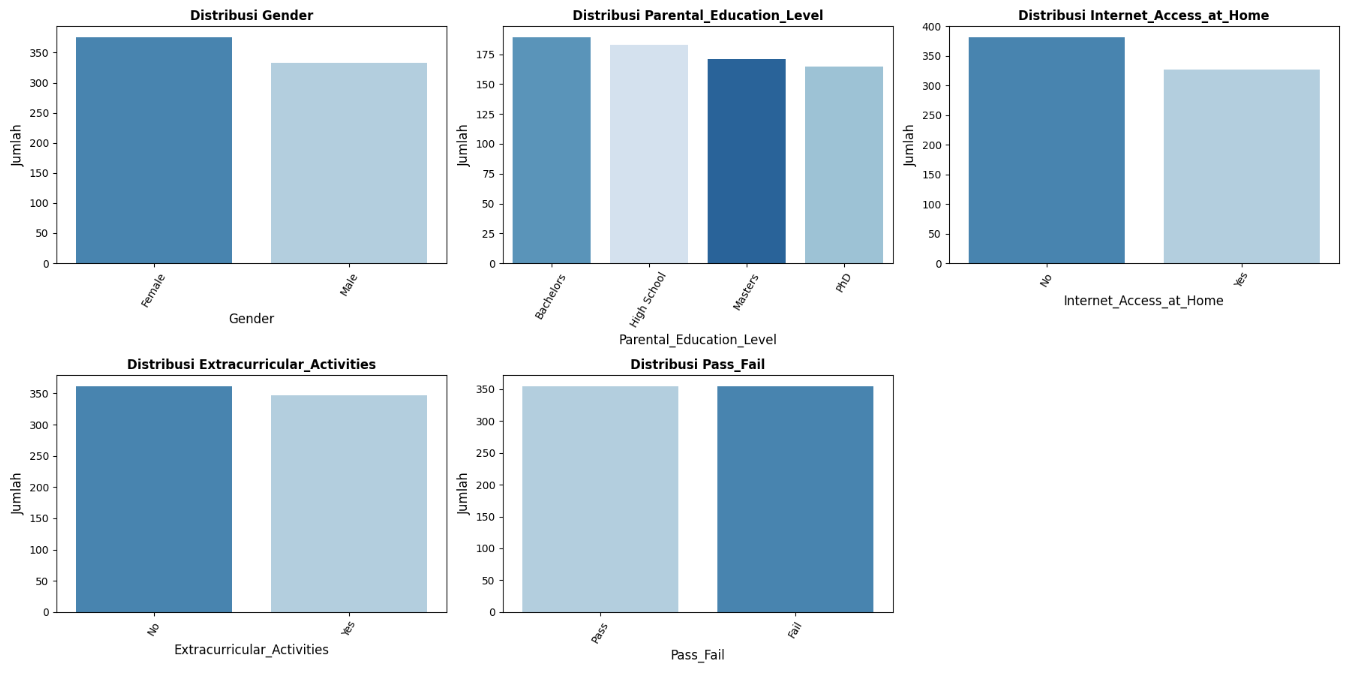 Distribusi Gender
Jumlah
350
300
250
200
150
100
50
0
Female
Male
Gender
Distribusi Parental_Education_Level
Jumlah
175
150
125
100
75
50
25
0
Bachelors
High School
Masters
PhD
Parental_Education_Level
Distribusi Internet_Access_at_Home
Jumlah
400
350
300
250
200
150
100
50
0
No
Yes
Internet_Access_at_Home
Distribusi Extracurricular_Activities
Jumlah
350
300
250
200
150
100
50
0
No
Yes
Extracurricular_Activities
Distribusi Pass_Fail
Jumlah
350
300
250
200
150
100
50
0
Pass
Fail
Pass_Fail